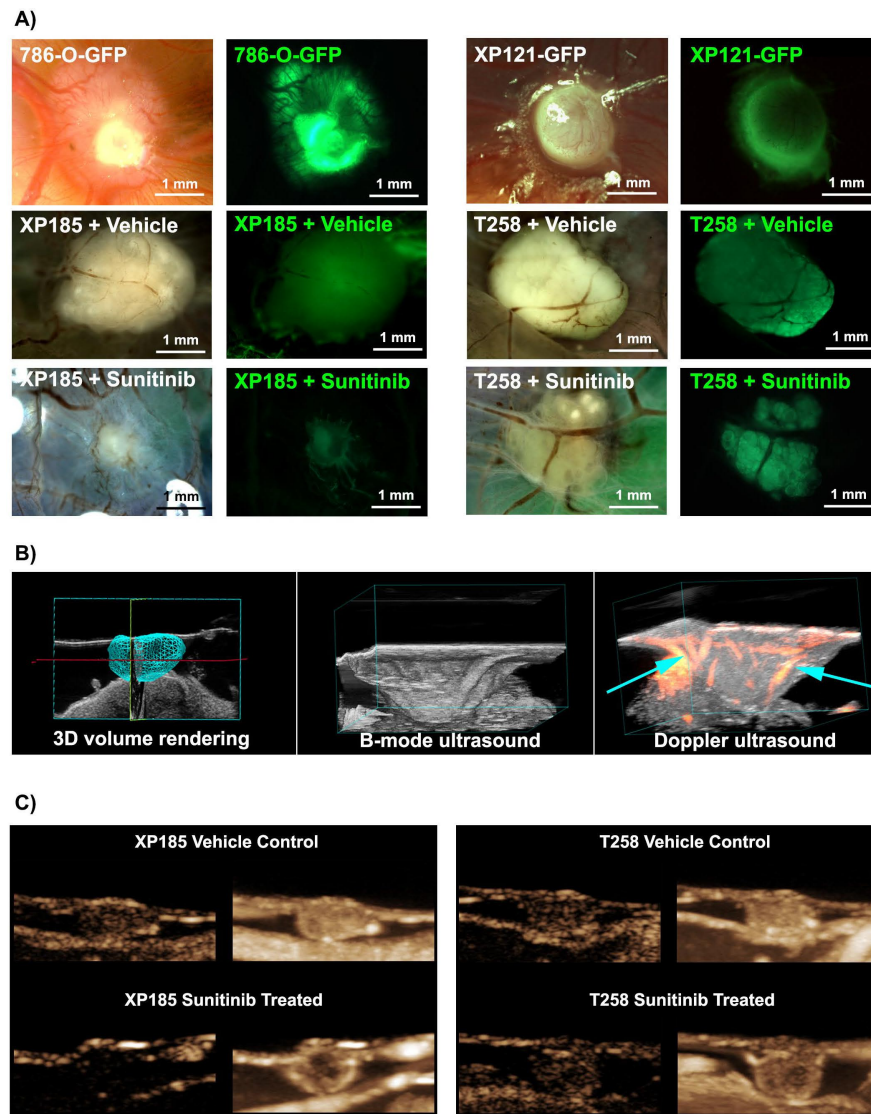 A)
786-O-GFP
1 mm
786-O-GFP
1 mm
XP121-GFP
1 mm
XP121-GFP
1 mm
XP185 + Vehicle
1 mm
XP185 + Vehicle
1 mm
T258 + Vehicle
1 mm
T258 + Vehicle
1 mm
XP185 + Sunitinib
1 mm
XP185 + Sunitinib
1 mm
T258 + Sunitinib
1 mm
T258 + Sunitinib
1 mm
B)
3D volume rendering
B-mode ultrasound
Doppler ultrasound
C)
XP185 Vehicle Control
T258 Vehicle Control
XP185 Sunitinib Treated
T258 Sunitinib Treated